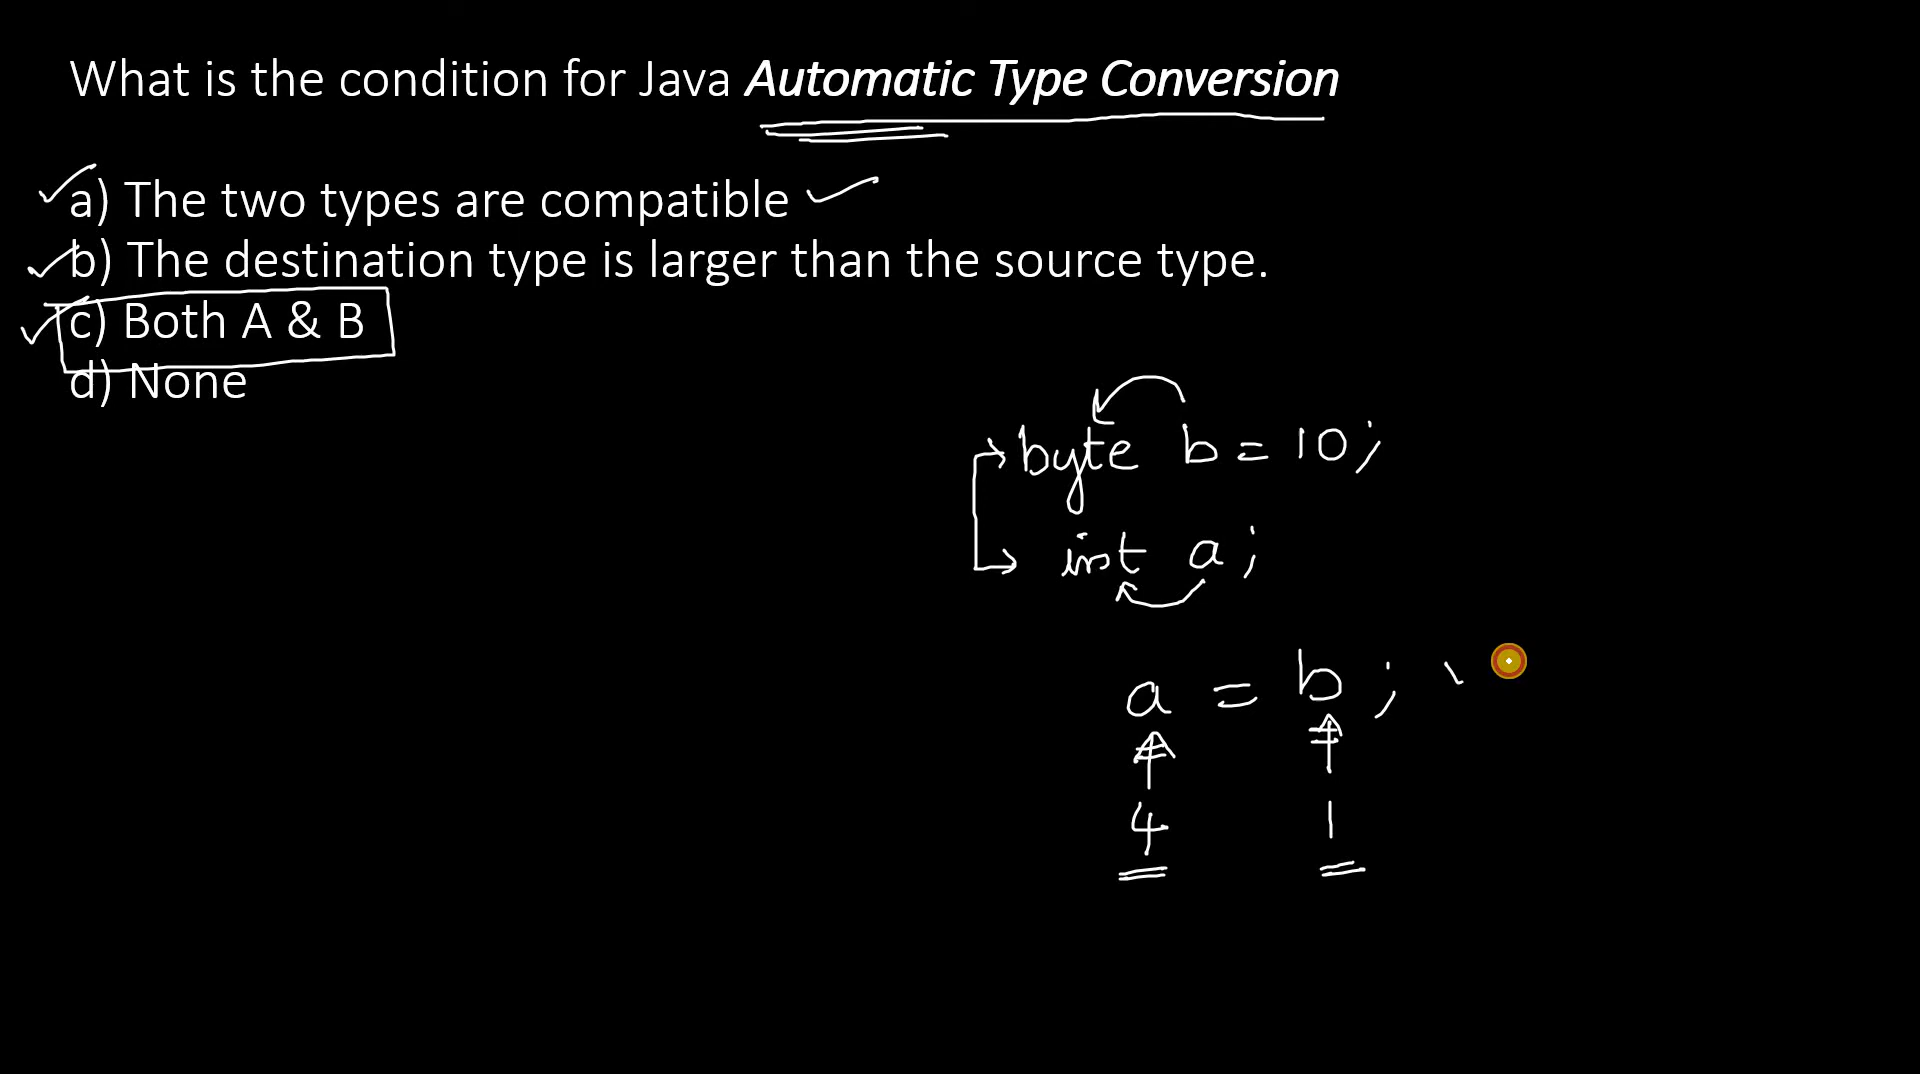 What is the condition for Java Automatic Type Conversion
a) The two types are compatible
b) The destination type is larger than the source type.
c) Both A & B
d) None
byte b = 10;
int a;
a = b;
4 1